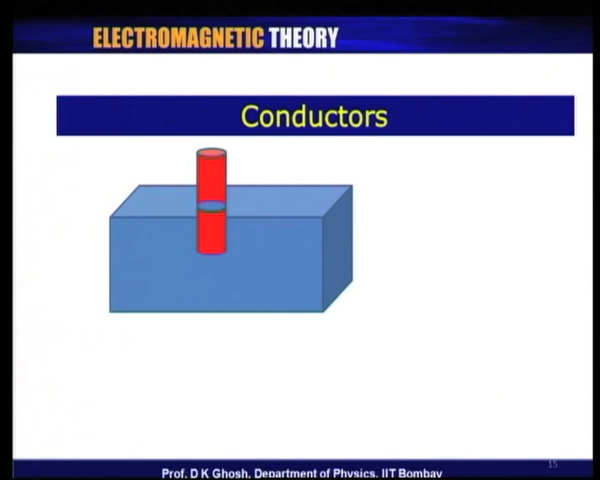 ELECTROMAGNETIC THEORY
Conductors
15
Prof. D K Ghosh, Department of Physics, IIT Bombay